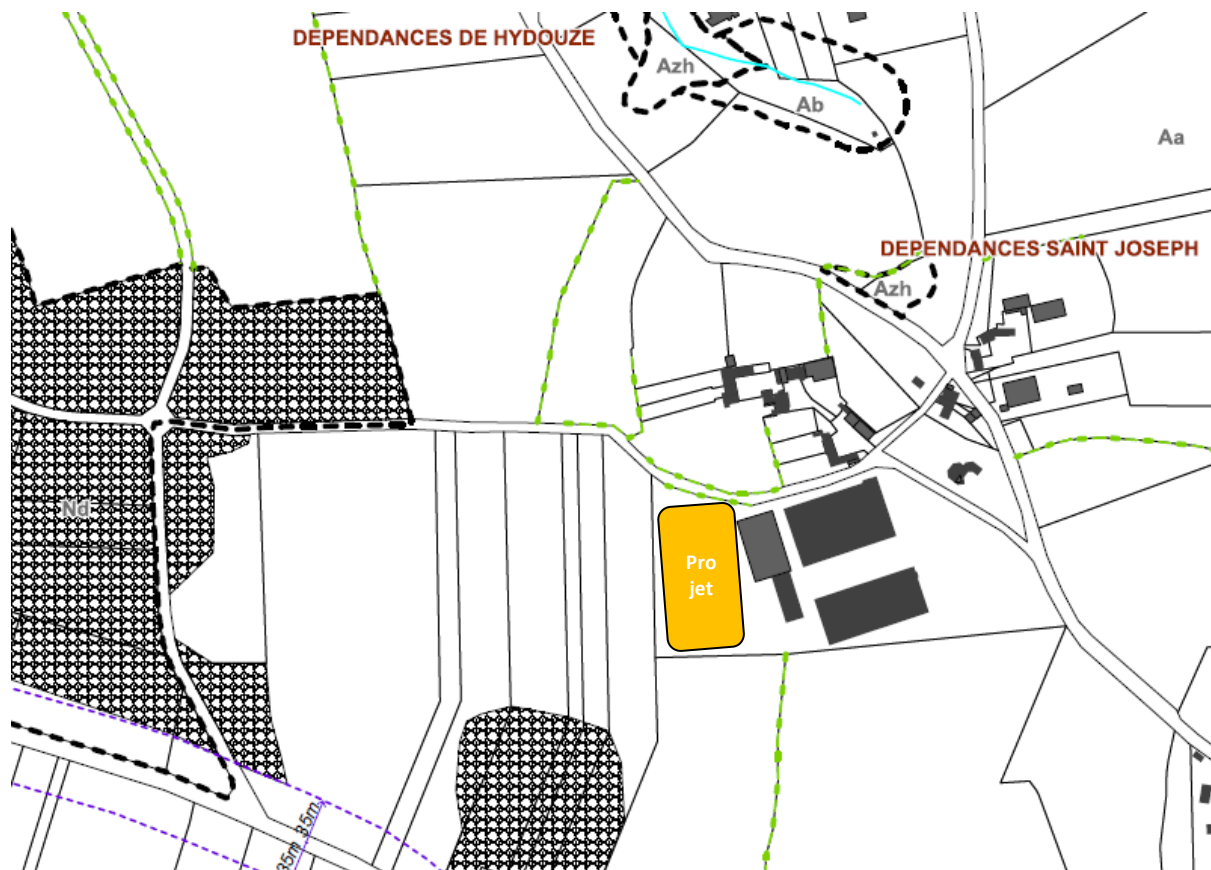 DEPENDANCES DE HYDOUZE
Azh
Ab
Aa
DEPENDANCES SAINT JOSEPH
Azh
Nd
Pro
jet
35m
35m